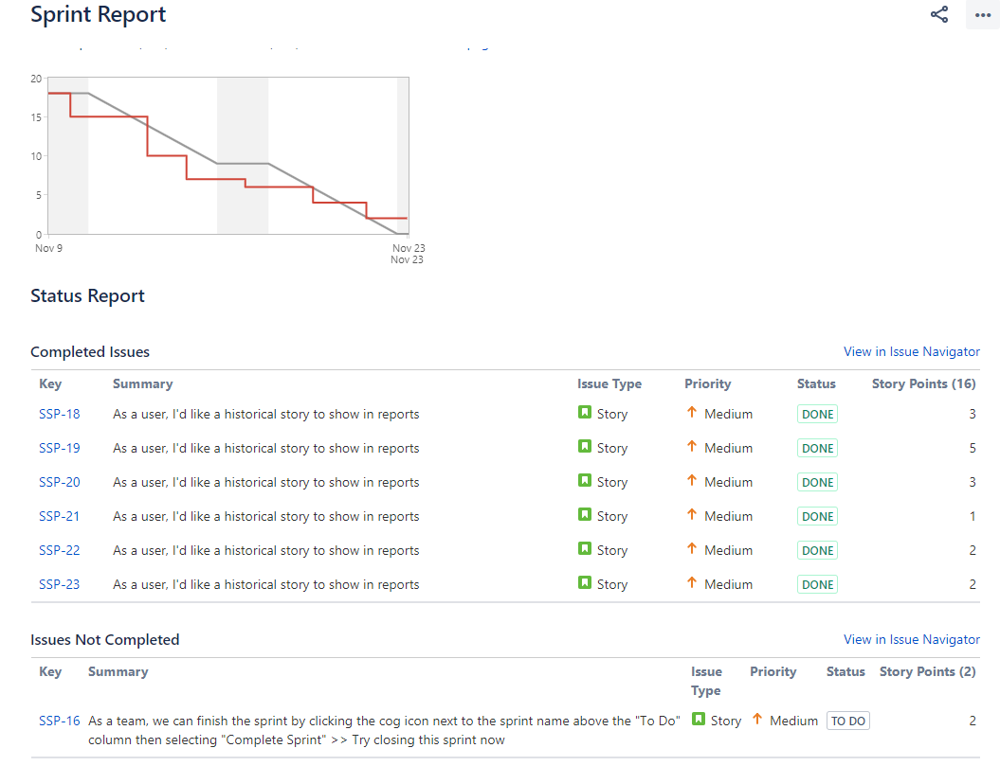 Sprint Report
20
15
10
5
0
Nov 9
Nov 23
Nov 23
Status Report
Completed Issues View in Issue Navigator
Key Summary Issue Type Priority Status Story Points (16)
SSP-18 As a user, I'd like a historical story to show in reports Story Medium DONE 3
SSP-19 As a user, I'd like a historical story to show in reports Story Medium DONE 5
SSP-20 As a user, I'd like a historical story to show in reports Story Medium DONE 3
SSP-21 As a user, I'd like a historical story to show in reports Story Medium DONE 1
SSP-22 As a user, I'd like a historical story to show in reports Story Medium DONE 2
SSP-23 As a user, I'd like a historical story to show in reports Story Medium DONE 2
Issues Not Completed View in Issue Navigator
Key Summary Issue Priority Status Story Points (2)
Type
SSP-16 As a team, we can finish the sprint by clicking the cog icon next to the sprint name above the "To Do" Story Medium TO DO 2
column then selecting "Complete Sprint" >> Try closing this sprint now